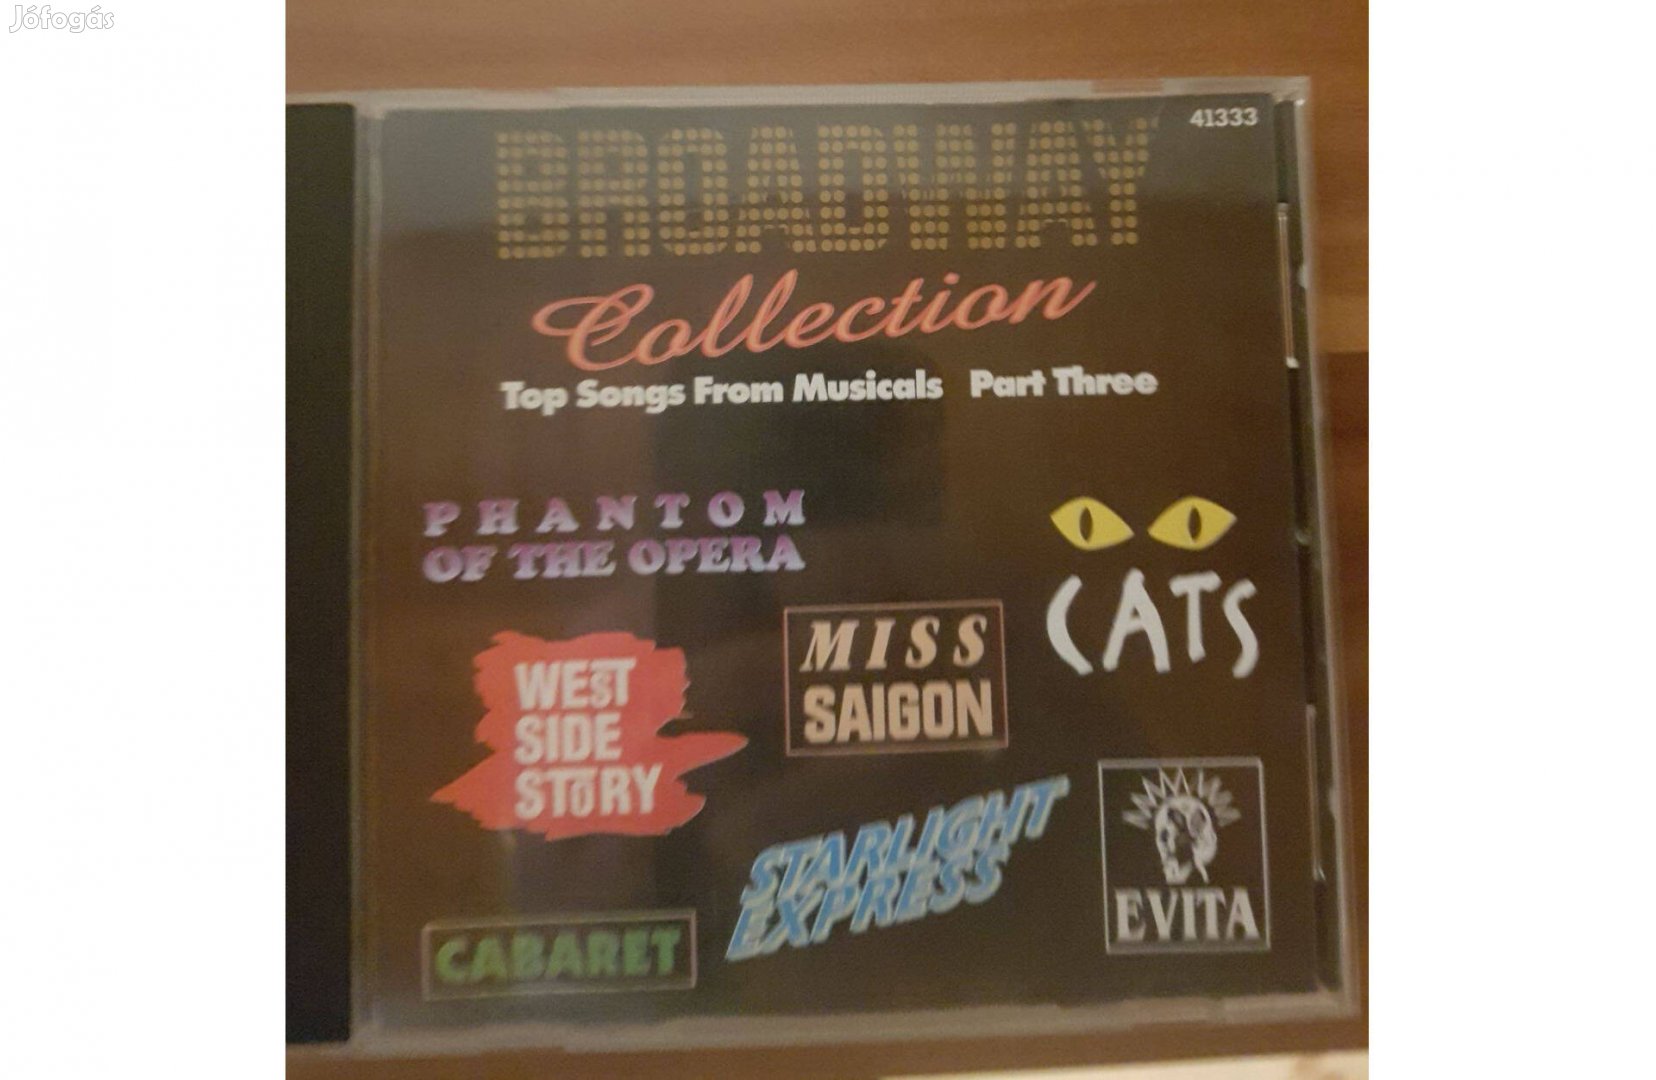 Jófogás
41333
BROADWAY
Collection
Top Songs From Musicals Part Three
PHANTOM
OF THE OPERA
CATS
MISS
SAIGON
WEST
SIDE
STORY
STARLIGHT
EXPRESS
EVITA
CABARET